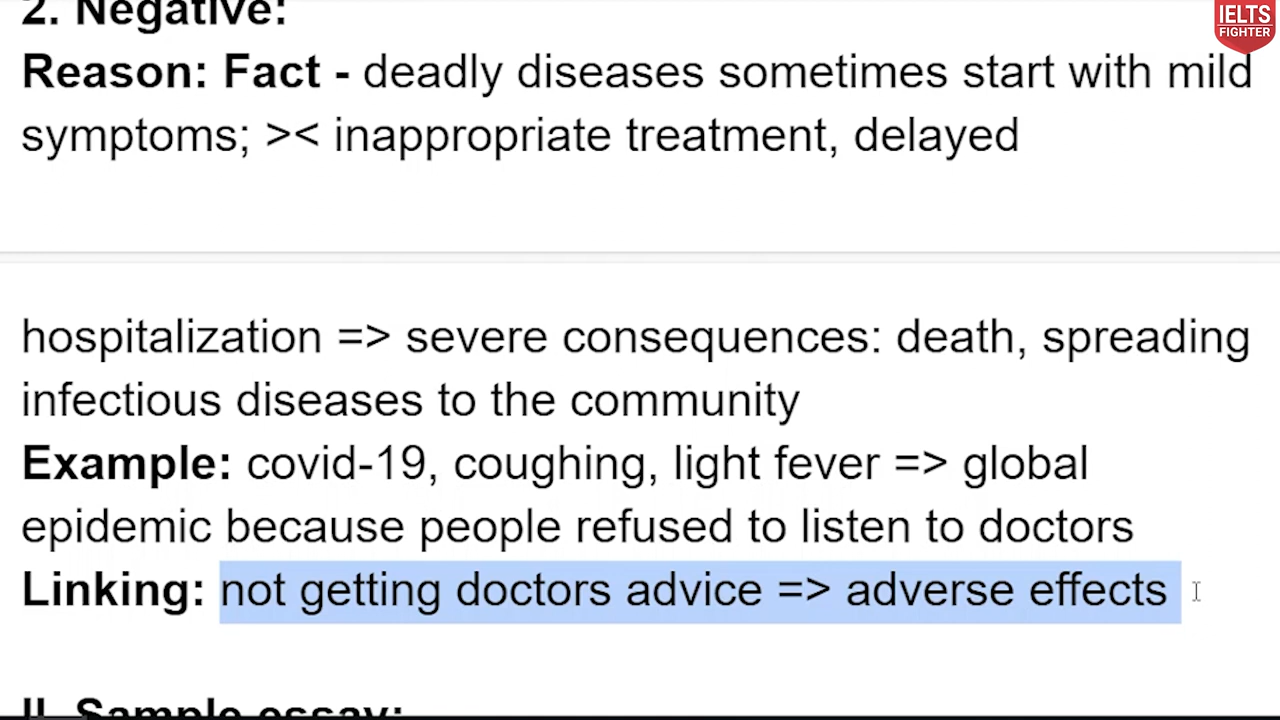 IELTS
FIGHTER
2. Negative:
Reason: Fact - deadly diseases sometimes start with mild
symptoms; >< inappropriate treatment, delayed
hospitalization => severe consequences: death, spreading
infectious diseases to the community
Example: covid-19, coughing, light fever => global
epidemic because people refused to listen to doctors
Linking: not getting doctors advice => adverse effects
II. Sample essay: